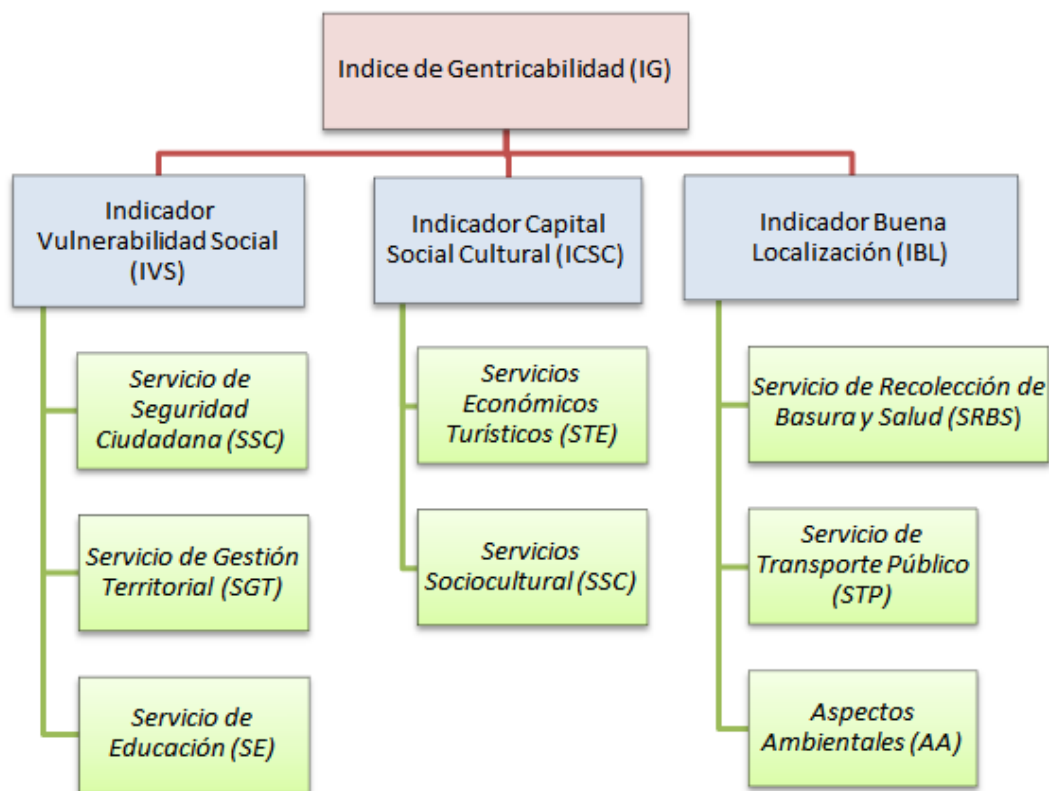 Indice de Gentricabilidad (IG)
Indicador
Vulnerabilidad Social
(IVS)
Servicio de
Seguridad
Ciudadana (SSC)
Servicio de Gestión
Territorial (SGT)
Servicio de
Educación (SE)
Indicador Capital
Social Cultural (ICSC)
Servicios
Económicos
Turísticos (STE)
Servicios
Sociocultural (SSC)
Indicador Buena
Localización (IBL)
Servicio de Recolección de
Basura y Salud (SRBS)
Servicio de
Transporte Público
(STP)
Aspectos
Ambientales (AA)